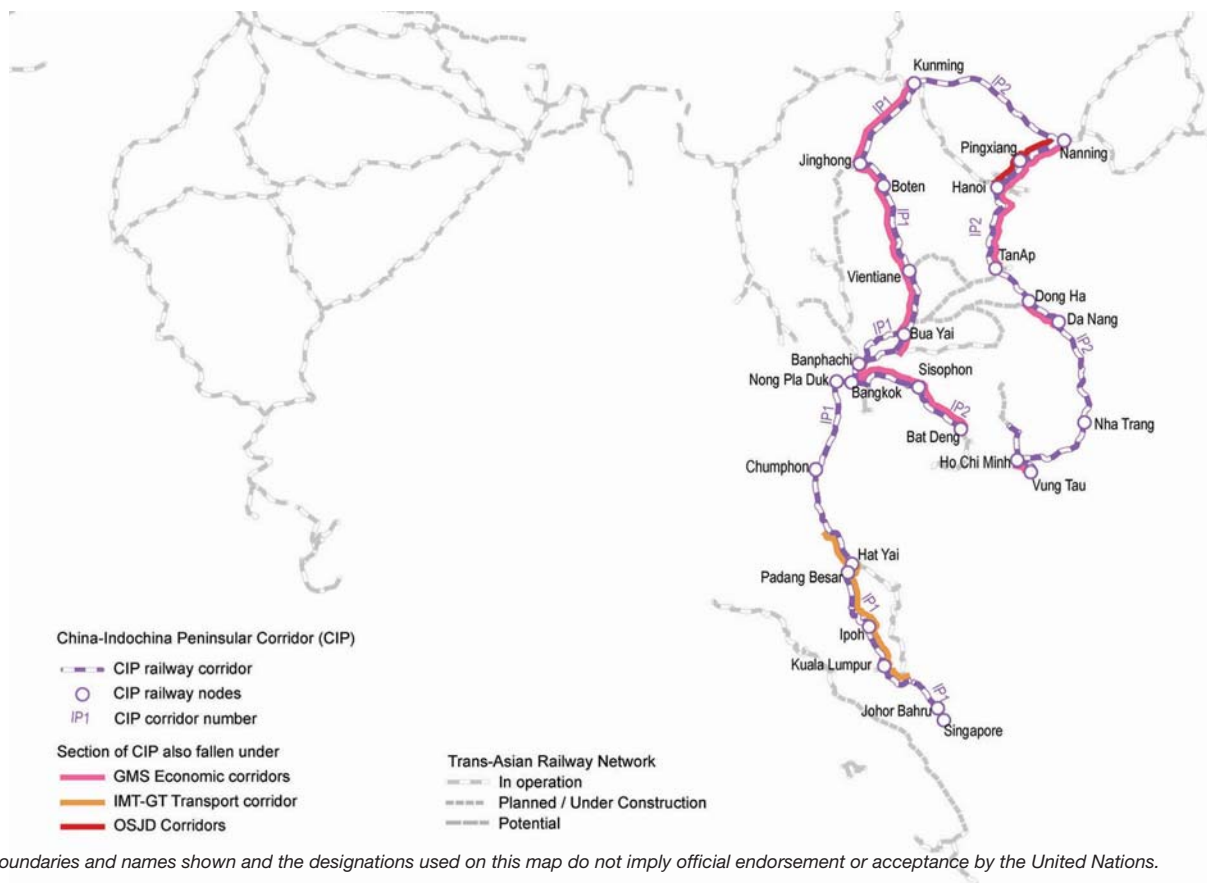 Kunming
IP2
IP1
Pingxiang
Nanning
Jinghong
Boten
Hanoi
IP1
IP2
TanAp
Vientiane
Dong Ha
Da Nang
IP1
Bua Yai
IP2
Banphachi
Sisophon
Nong Pla Duk
Bangkok
IP1
IP2
Bat Deng
Nha Trang
Ho Chi Minh
Chumphon
Vung Tau
Hat Yai
Padang Besar
IP1
Ipoh
Kuala Lumpur
IP1
Johor Bahru
Singapore
China-Indochina Peninsular Corridor (CIP)
CIP railway corridor
CIP railway nodes
IP1 CIP corridor number
Section of CIP also fallen under
GMS Economic corridors
IMT-GT Transport corridor
OSJD Corridors
Trans-Asian Railway Network
In operation
Planned / Under Construction
Potential
oundaries and names shown and the designations used on this map do not imply official endorsement or acceptance by the United Nations.